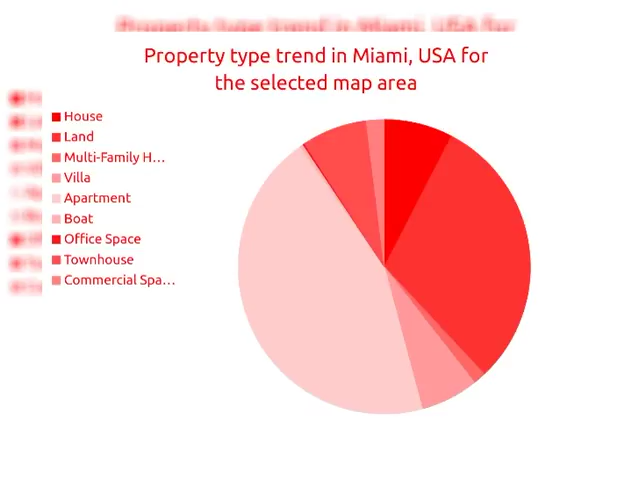 Property type trend in Miami, USA for
the selected map area
House
Land
Multi-Family H...
Villa
Apartment
Boat
Office Space
Townhouse
Commercial Spa...